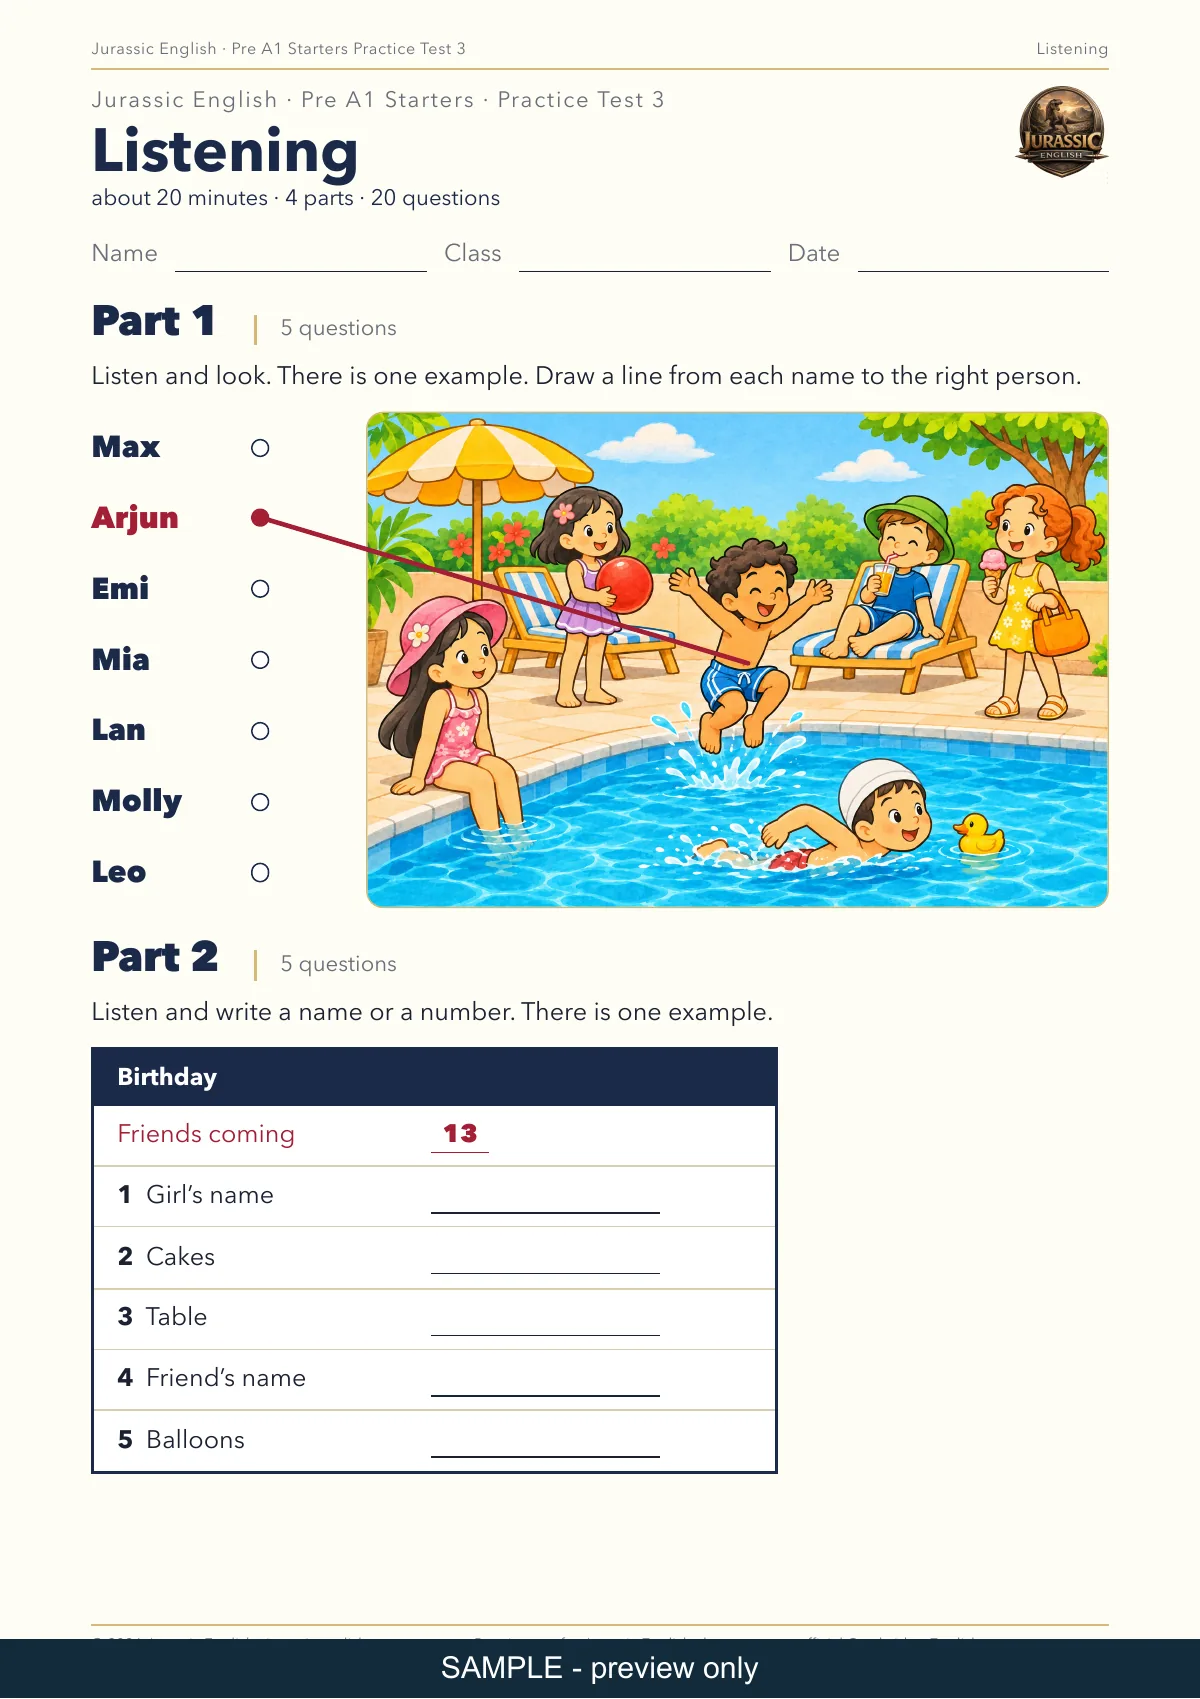 Jurassic English · Pre A1 Starters Practice Test 3 Listening
Jurassic English · Pre A1 Starters · Practice Test 3
Listening
about 20 minutes · 4 parts · 20 questions
JURASSIC
ENGLISH
Name Class Date
Part 1 5 questions
Listen and look. There is one example. Draw a line from each name to the right person.
Max
Arjun
Emi
Mia
Lan
Molly
Leo
Part 2 5 questions
Listen and write a name or a number. There is one example.
Birthday
Friends coming 13
1 Girl’s name
2 Cakes
3 Table
4 Friend’s name
5 Balloons
SAMPLE - preview only